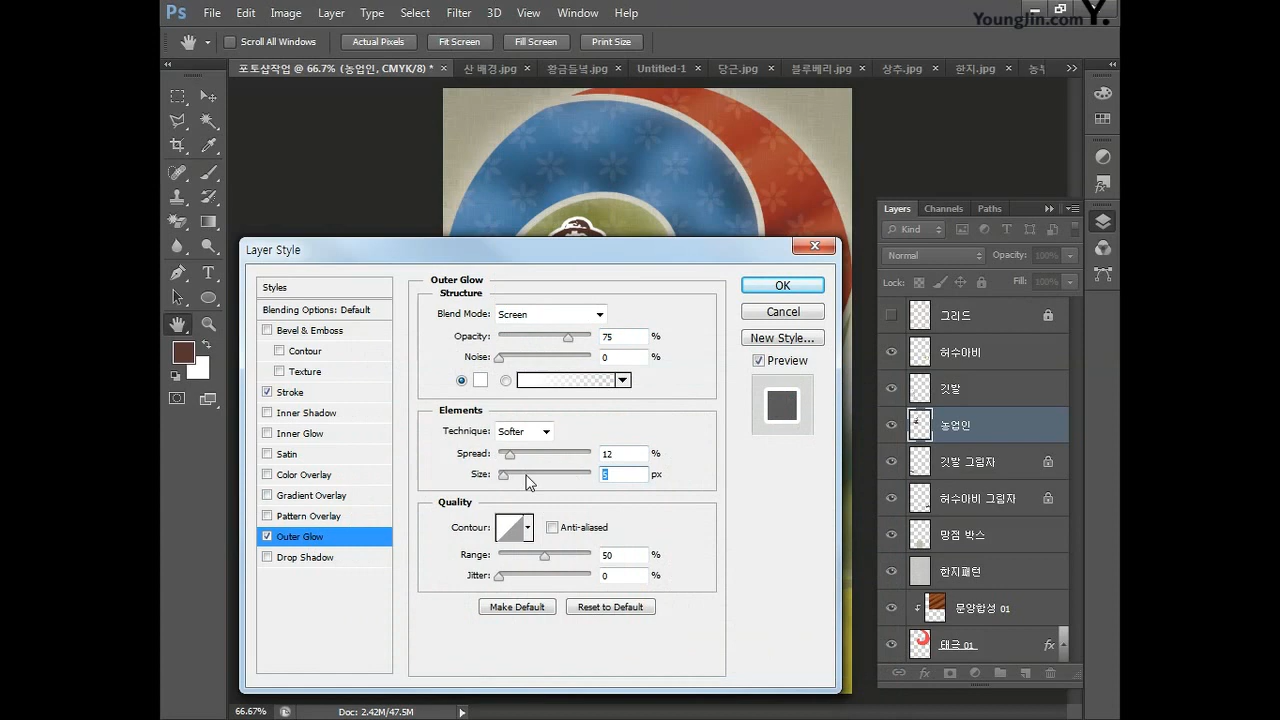 Ps File Edit Image Layer Type Select Filter 3D View Window Help
YoungJin.com Y.
Scroll All Windows Actual Pixels Fit Screen Fill Screen Print Size
포토샵작업 @ 66.7% (농업인, CMYK/8) * 산 배경.jpg 황금들녘.jpg Untitled-1 당근.jpg 블루베리.jpg 상추.jpg 한지.jpg
Layers Channels Paths
Kind
Normal Opacity: 100%
Lock: Fill: 100%
그리드
허수아비
깃발
농업인
깃발 그림자
허수아비 그림자
망점 박스
한지패턴
문양합성 01
태극 01 fx
Layer Style
Styles
Blending Options: Default
Bevel & Emboss
Contour
Texture
Stroke
Inner Shadow
Inner Glow
Satin
Color Overlay
Gradient Overlay
Pattern Overlay
Outer Glow
Drop Shadow
Outer Glow
Structure
Blend Mode: Screen
Opacity: 75 %
Noise: 0 %
Elements
Technique: Softer
Spread: 12 %
Size: 5 px
Quality
Contour: Anti-aliased
Range: 50 %
Jitter: 0 %
Make Default Reset to Default
OK
Cancel
New Style...
Preview
66.67% Doc: 2.42M/47.5M